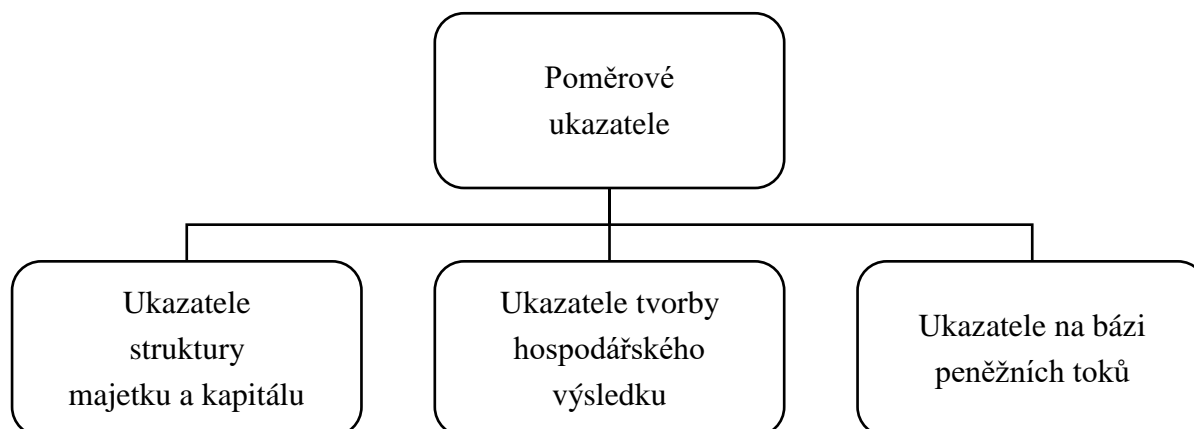 Poměrové
ukazatele
Ukazatele
struktury
majetku a kapitálu
Ukazatele tvorby
hospodářského
výsledku
Ukazatele na bázi
peněžních toků